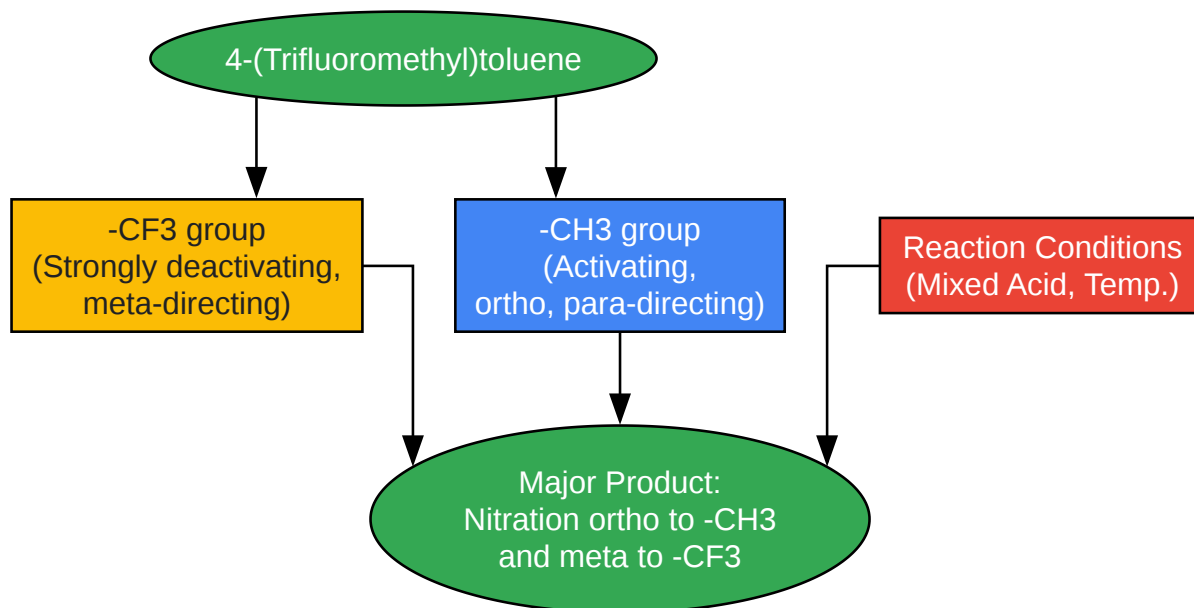 4-(Trifluoromethyl)toluene
-CF3 group
(Strongly deactivating,
meta-directing)
-CH3 group
(Activating,
ortho, para-directing)
Reaction Conditions
(Mixed Acid, Temp.)
Major Product:
Nitration ortho to -CH3
and meta to -CF3